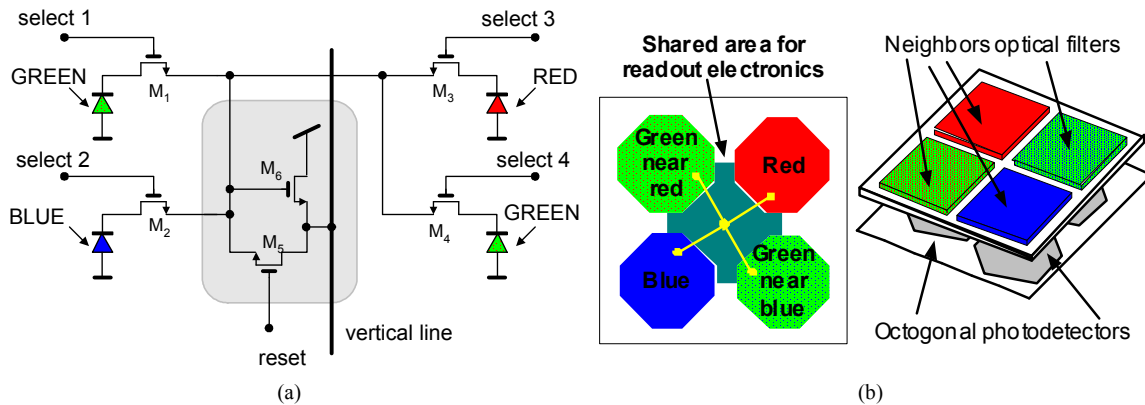 select 1
select 3
GREEN
M1
M3
RED
select 2
select 4
M6
BLUE
M2
M5
M4
GREEN
vertical line
reset
(a)
Shared area for
readout electronics
Green
near
red
Red
Blue
Green
near
blue
Neighbors optical filters
Octogonal photodetectors
(b)